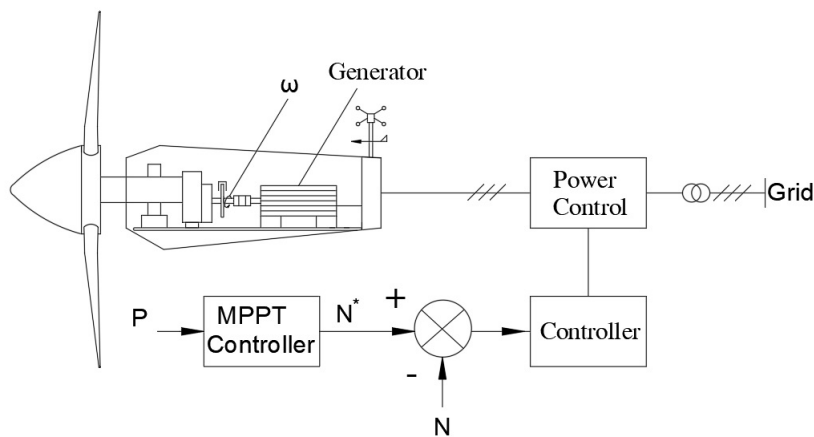 Generator
ω
Power
Control
Grid
P
MPPT
Controller
N*
+
-
N
Controller